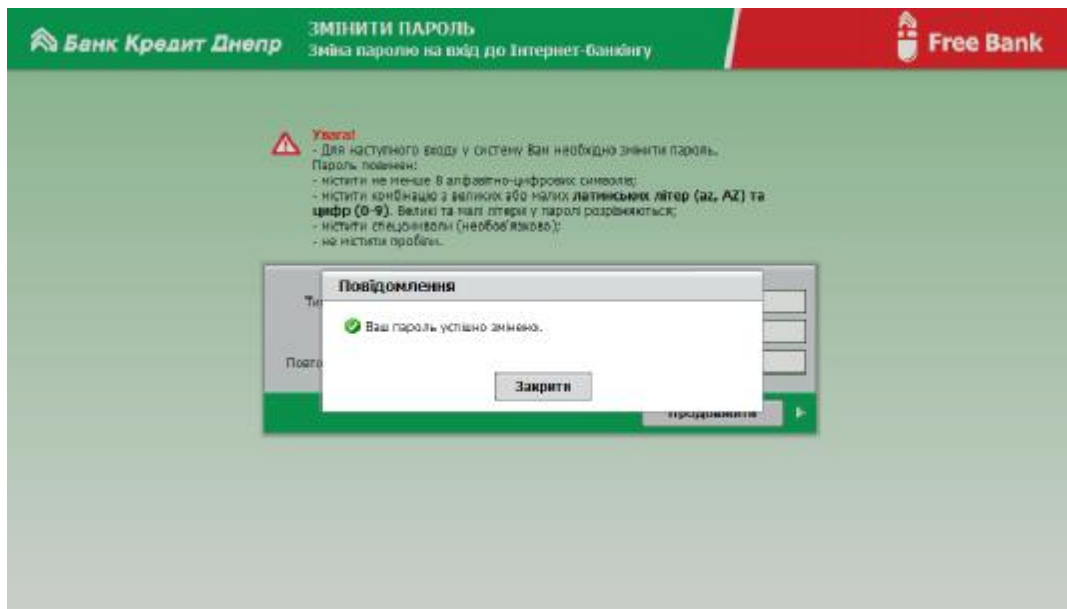 Банк Кредит Днепр
ЗМІНИТИ ПАРОЛЬ
Зміна паролю на вхід до Інтернет-банкінгу
Free Bank
Увага!
- Для наступного входу у систему Вам необхідно змінити пароль.
Пароль повинен:
- містити не менше 8 алфавітно-цифрових символів;
- містити комбінацію з великих або малих латинських літер (az, AZ) та
цифр (0-9). Великі та малі літери у паролі розрізняються;
- містити спецсимволи (необов'язково);
- не містити пробіли.
Повідомлення
Ваш пароль успішно змінено.
Закрити
Продовжити